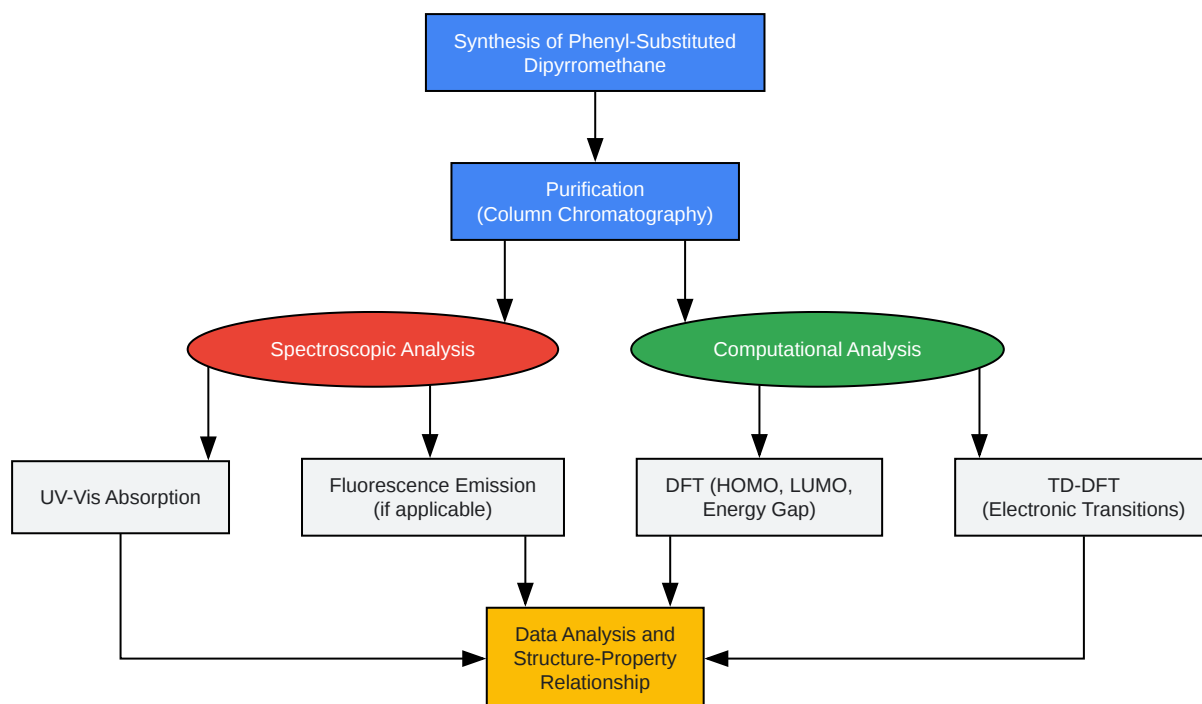 Synthesis of Phenyl-Substituted
Dipyrromethane
Purification
(Column Chromatography)
Spectroscopic Analysis
Computational Analysis
UV-Vis Absorption
Fluorescence Emission
(if applicable)
DFT (HOMO, LUMO,
Energy Gap)
TD-DFT
(Electronic Transitions)
Data Analysis and
Structure-Property
Relationship